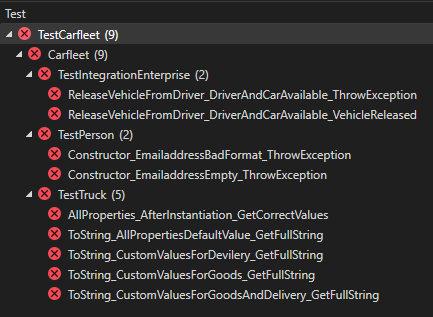 Test
TestCarfleet (9)
Carfleet (9)
TestIntegrationEnterprise (2)
ReleaseVehicleFromDriver_DriverAndCarAvailable_ThrowException
ReleaseVehicleFromDriver_DriverAndCarAvailable_VehicleReleased
TestPerson (2)
Constructor_EmailaddressBadFormat_ThrowException
Constructor_EmailaddressEmpty_ThrowException
TestTruck (5)
AllProperties_AfterInstantiation_GetCorrectValues
ToString_AllPropertiesDefaultValue_GetFullString
ToString_CustomValuesForDevilery_GetFullString
ToString_CustomValuesForGoods_GetFullString
ToString_CustomValuesForGoodsAndDelivery_GetFullString